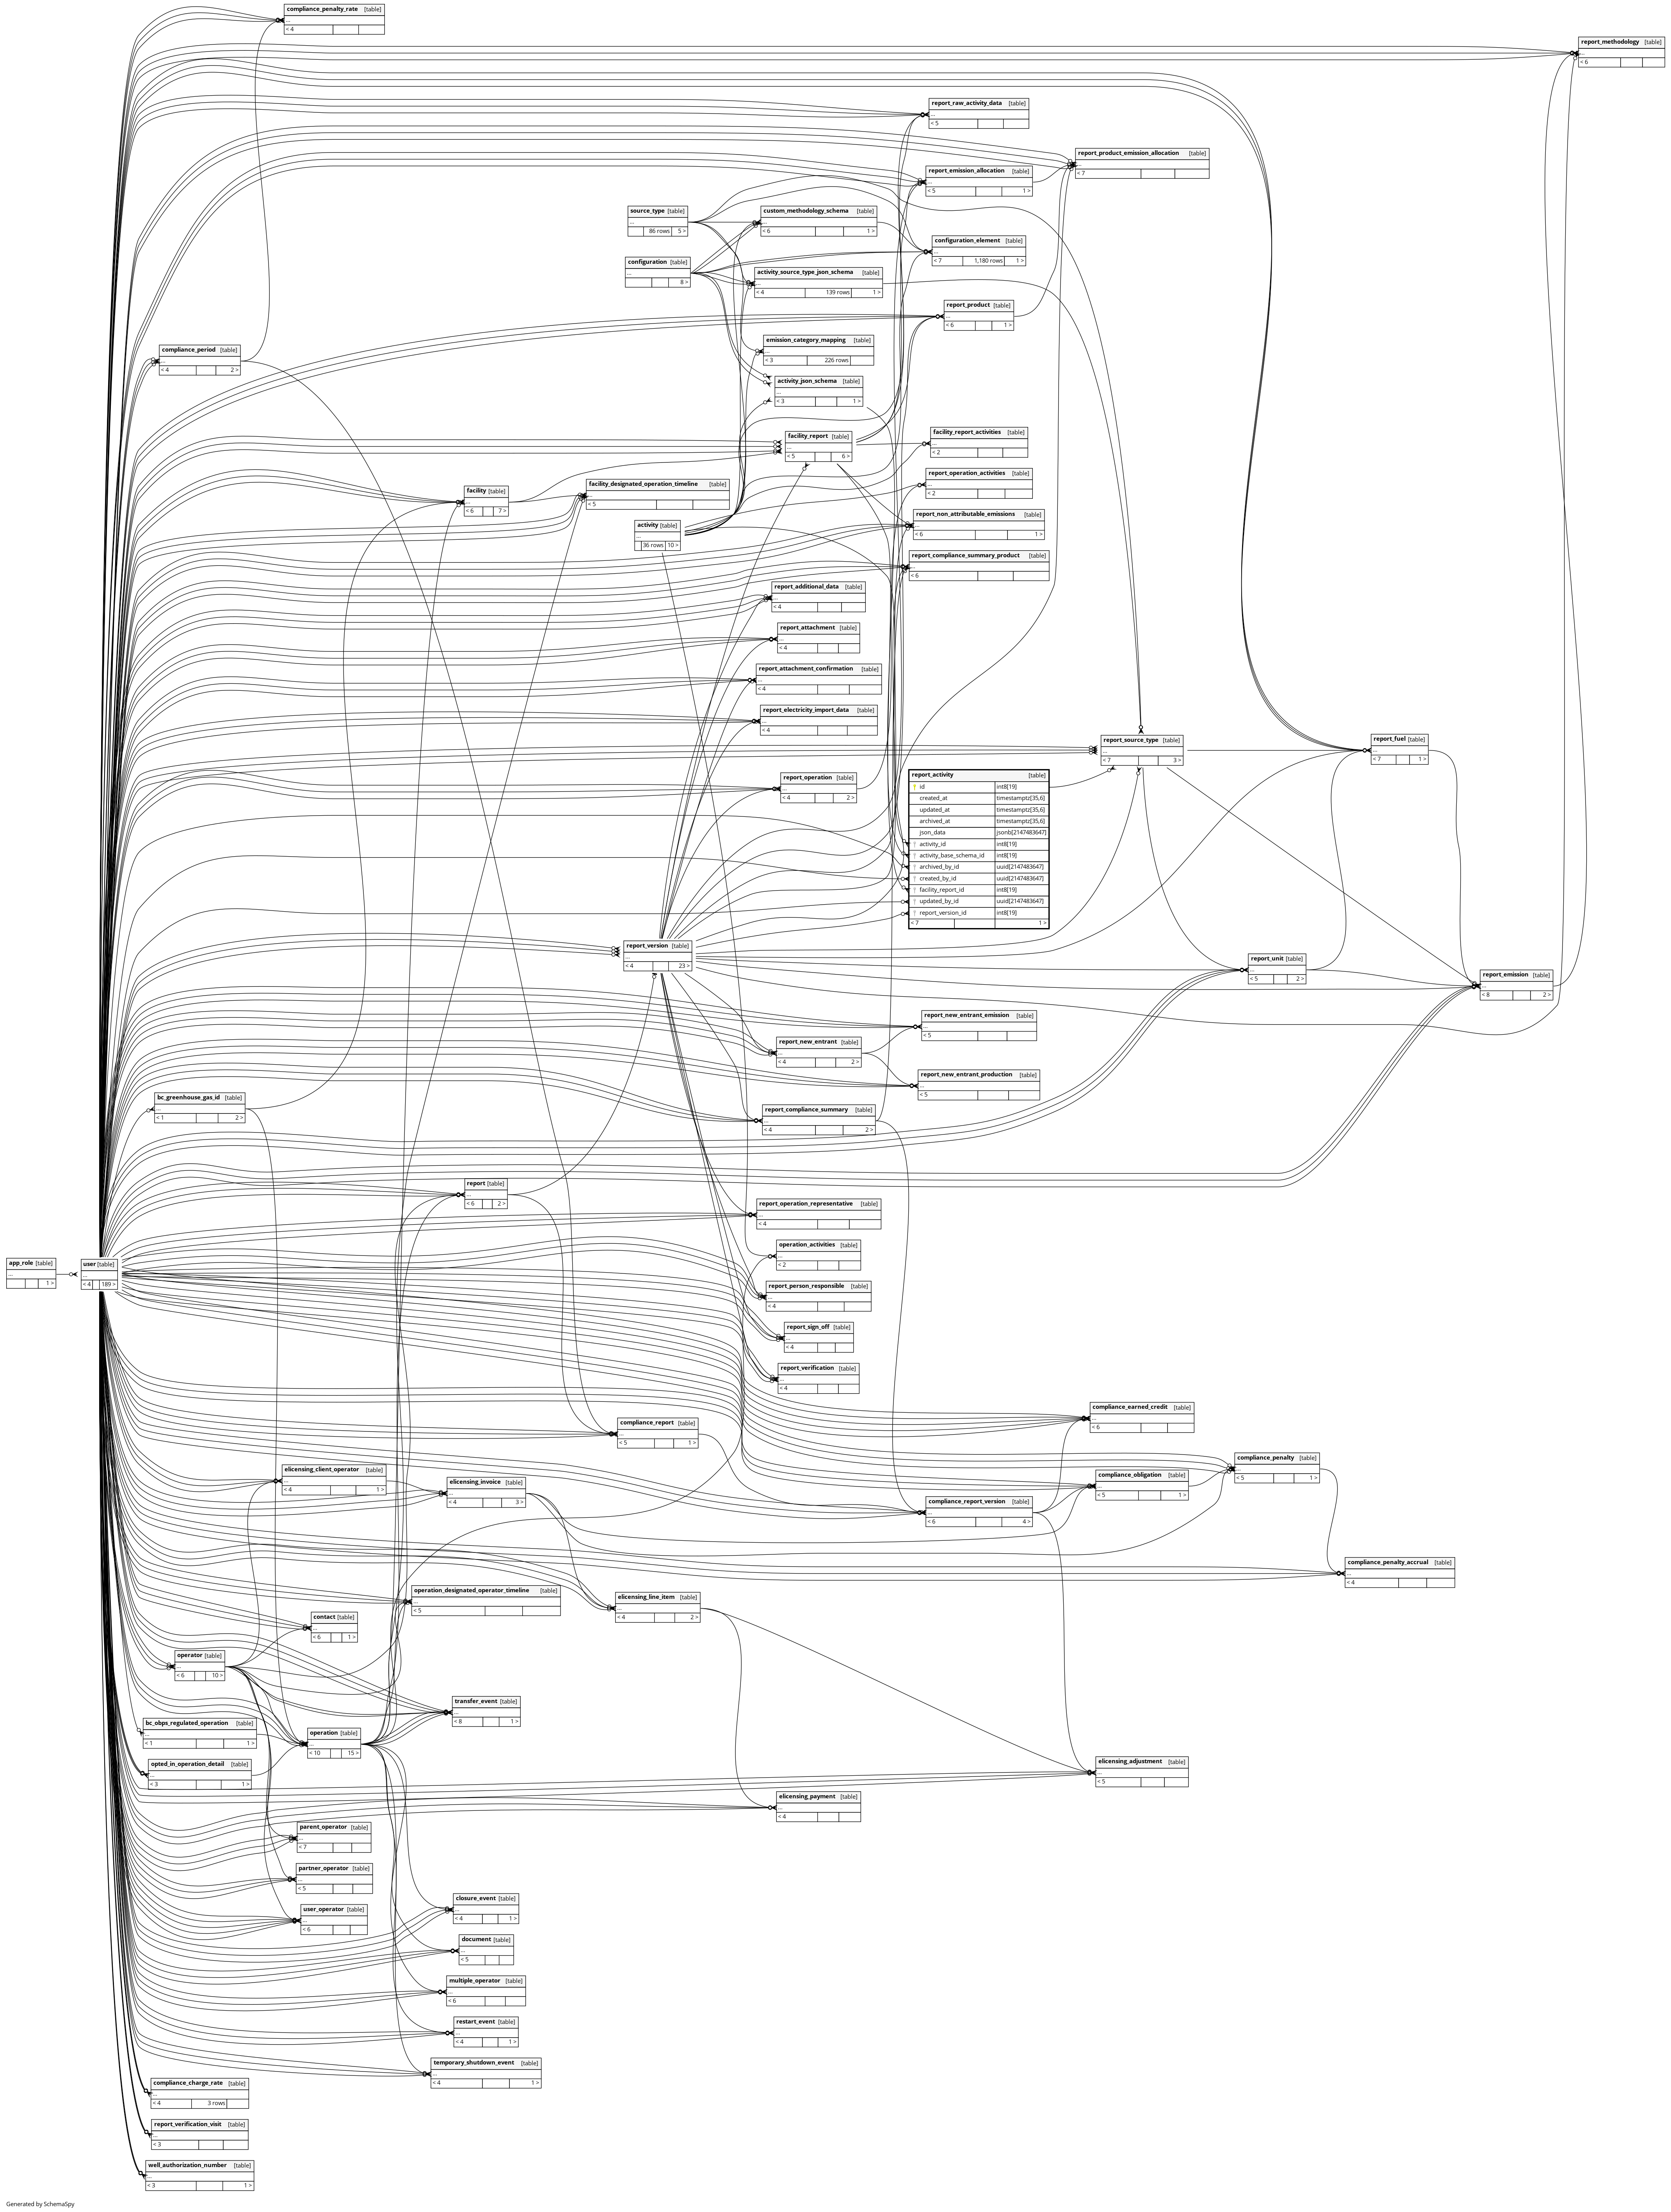 compliance_penalty_rate [table]
...
< 4
report_methodology [table]
...
< 6
report_raw_activity_data [table]
...
< 5
report_product_emission_allocation [table]
...
< 7
report_emission_allocation [table]
...
< 5 1 >
source_type [table]
...
86 rows 5 >
custom_methodology_schema [table]
...
< 6 1 >
configuration_element [table]
...
< 7 1,180 rows 1 >
configuration [table]
...
8 >
activity_source_type_json_schema [table]
...
< 4 139 rows 1 >
report_product [table]
...
< 6 1 >
emission_category_mapping [table]
...
< 3 226 rows
compliance_period [table]
...
< 4 2 >
activity_json_schema [table]
...
< 3 1 >
facility_report [table]
...
< 5 6 >
facility_report_activities [table]
...
< 2
report_operation_activities [table]
...
< 2
facility_designated_operation_timeline [table]
...
< 5
facility [table]
...
< 6 7 >
activity [table]
...
36 rows 10 >
report_non_attributable_emissions [table]
...
< 6 1 >
report_compliance_summary_product [table]
...
< 6
report_additional_data [table]
...
< 4
report_attachment [table]
...
< 4
report_attachment_confirmation [table]
...
< 4
report_electricity_import_data [table]
...
< 4
report_source_type [table]
...
< 7 3 >
report_fuel [table]
...
< 7 1 >
report_operation [table]
...
< 4 2 >
report_activity [table]
id int8[19]
created_at timestamptz[35,6]
updated_at timestamptz[35,6]
archived_at timestamptz[35,6]
json_data jsonb[2147483647]
activity_id int8[19]
activity_base_schema_id int8[19]
archived_by_id uuid[2147483647]
created_by_id uuid[2147483647]
facility_report_id int8[19]
updated_by_id uuid[2147483647]
report_version_id int8[19]
< 7 1 >
report_version [table]
...
< 4 23 >
report_unit [table]
...
< 5 2 >
report_emission [table]
...
< 8 2 >
report_new_entrant_emission [table]
...
< 5
report_new_entrant [table]
...
< 4 2 >
report_new_entrant_production [table]
...
< 5
bc_greenhouse_gas_id [table]
...
< 1 2 >
report_compliance_summary [table]
...
< 4 2 >
report [table]
...
< 6 2 >
report_operation_representative [table]
...
< 4
app_role [table]
...
1 >
user [table]
...
< 4 189 >
operation_activities [table]
...
< 2
report_person_responsible [table]
...
< 4
report_sign_off [table]
...
< 4
report_verification [table]
...
< 4
compliance_earned_credit [table]
...
< 6
compliance_report [table]
...
< 5 1 >
compliance_penalty [table]
...
< 5 1 >
elicensing_client_operator [table]
...
< 4 1 >
elicensing_invoice [table]
...
< 4 3 >
compliance_obligation [table]
...
< 5 1 >
compliance_report_version [table]
...
< 6 4 >
compliance_penalty_accrual [table]
...
< 4
operation_designated_operator_timeline [table]
...
< 5
elicensing_line_item [table]
...
< 4 2 >
contact [table]
...
< 6 1 >
operator [table]
...
< 6 10 >
transfer_event [table]
...
< 8 1 >
bc_obps_regulated_operation [table]
...
< 1 1 >
operation [table]
...
< 10 15 >
opted_in_operation_detail [table]
...
< 3 1 >
elicensing_adjustment [table]
...
< 5
elicensing_payment [table]
...
< 4
parent_operator [table]
...
< 7
partner_operator [table]
...
< 5
closure_event [table]
...
< 4 1 >
user_operator [table]
...
< 6
document [table]
...
< 5
multiple_operator [table]
...
< 6
restart_event [table]
...
< 4 1 >
temporary_shutdown_event [table]
...
< 4 1 >
compliance_charge_rate [table]
...
< 4 3 rows
report_verification_visit [table]
...
< 3
well_authorization_number [table]
...
< 3 1 >
Generated by SchemaSpy